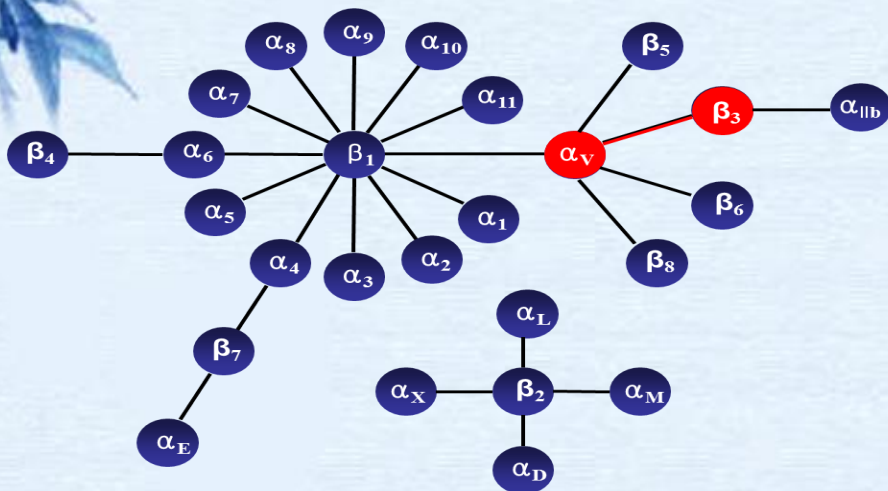 α₉
α₈
α₁₀
β₅
α₇
α₁₁
β₃
αIIb
β₄
α₆
β₁
αV
α₅
α₁
β₆
α₄
α₃
α₂
β₈
αL
β₇
αX
β₂
αM
αE
αD